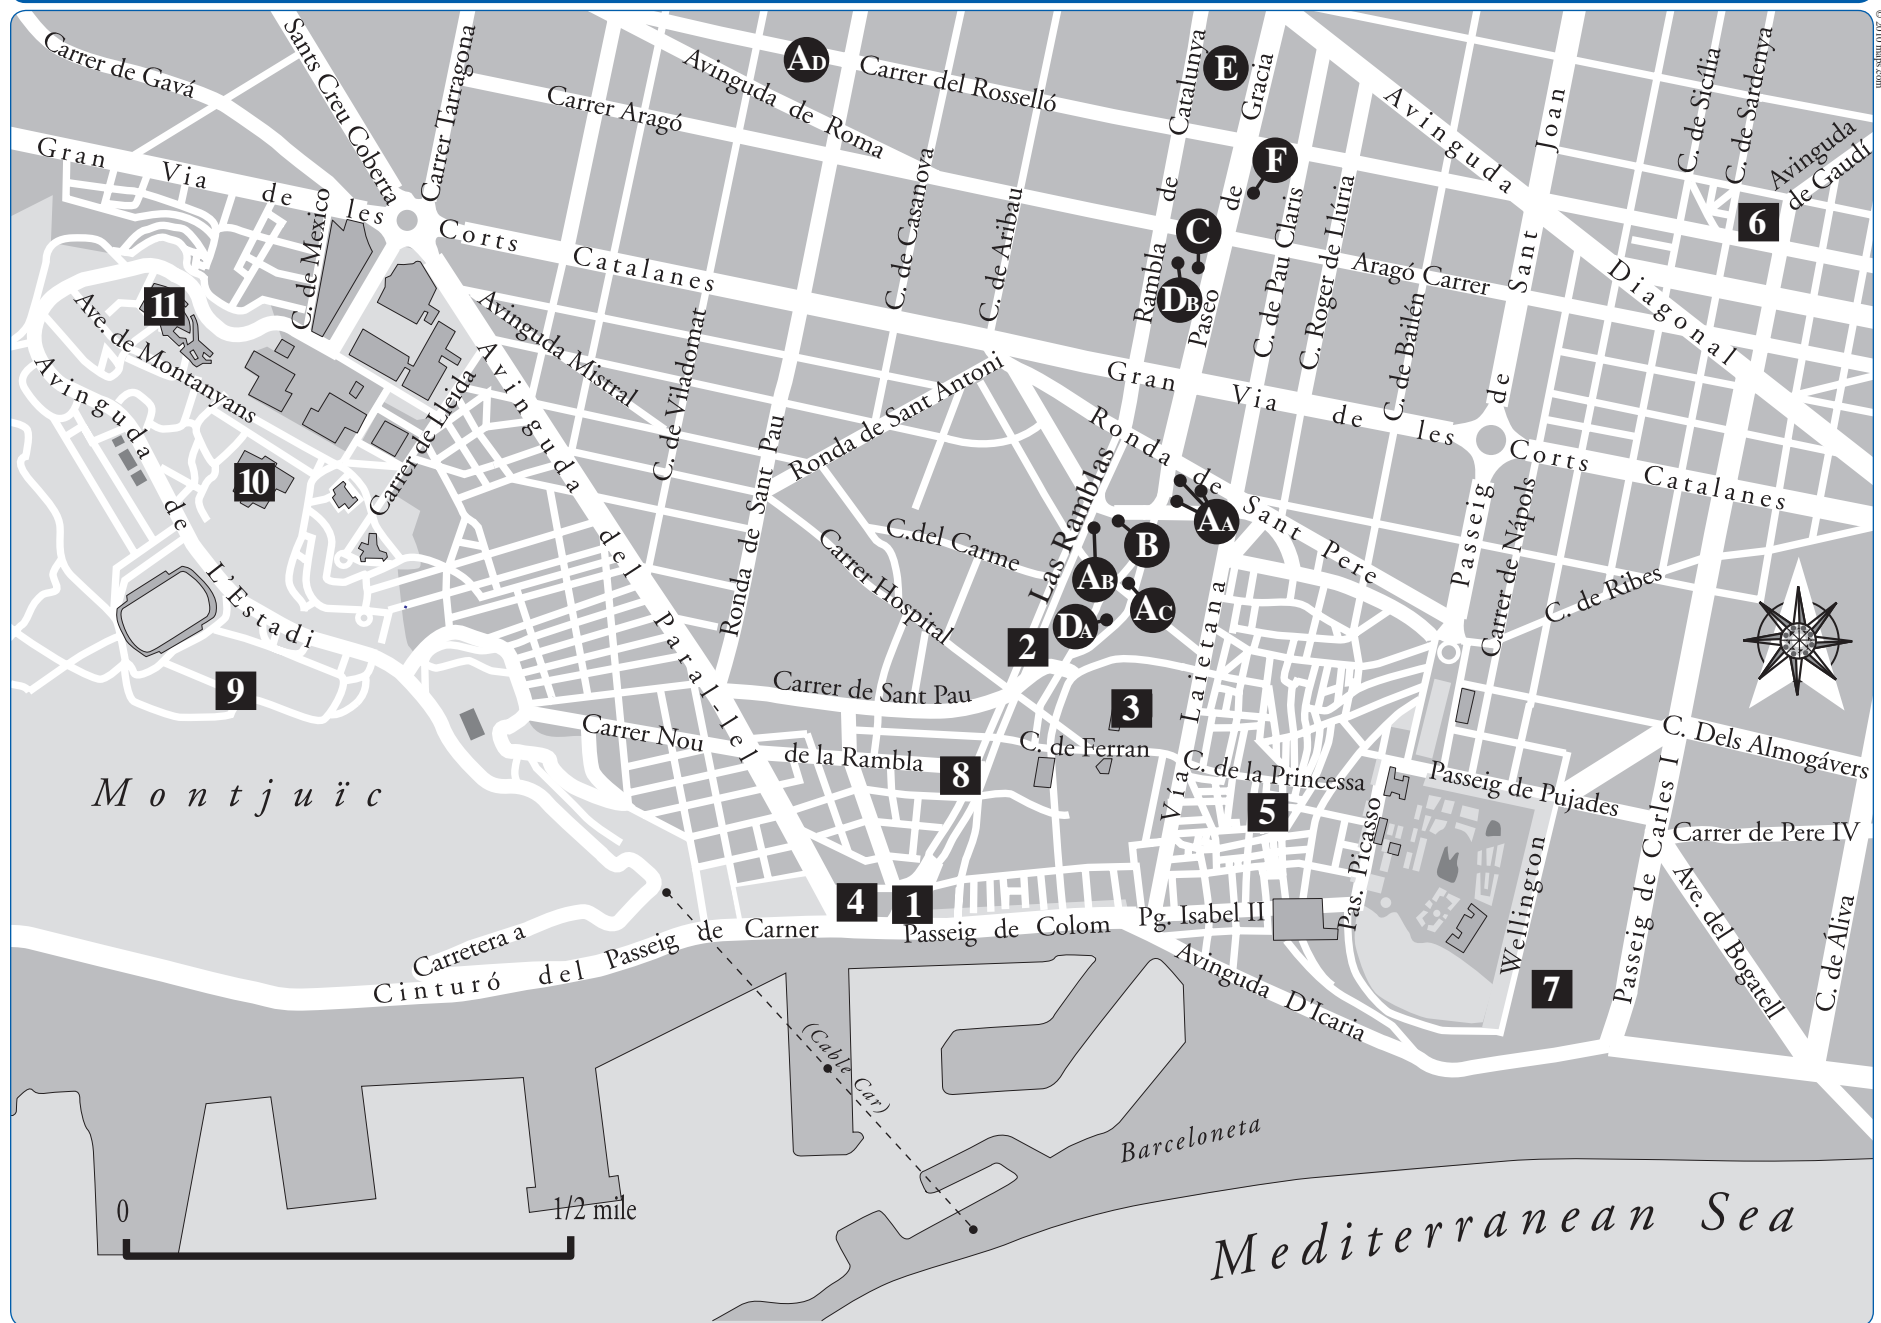 © 2010 maps.com
Carrer de Gavá
Sants Creu Coberta
Carrer Tarragona
Carrer Aragó
Avinguda de Roma
AD
Carrer del Rosselló
Rambla de Catalunya
E
Paseo de Gracia
F
Avinguda Diagonal
Passeig de Sant Joan
C. de Sicília
C. de Sardenya
Avinguda
de Gaudí
6
Gran Via de les Corts Catalanes
C. de Mexico
C. de Casanova
C. de Aribau
C
DB
C. de Pau Claris
C. Roger de Llúria
Aragó Carrer
C. de Bailén
11
Ave. de Montanyans
Avinguda de L'Estadi
10
Carrer de Lleida
Avinguda Mistral
Avinguda del Paral-lel
C. de Viladomat
Ronda de Sant Pau
Ronda de Sant Antoni
Gran Via de les Corts Catalanes
Ronda de Sant Pere
Las Ramblas
AA
B
AB
AC
DA
2
C.del Carme
Carrer Hospital
Carrer de Nápols
C. de Ribes
9
Carrer de Sant Pau
Carrer Nou de la Rambla
8
3
C. de Ferran
Vía Laietana
C. de la Princessa
5
Passeig de Pujades
C. Dels Almogávers
Carrer de Pere IV
Pas. Picasso
Wellington
Passeig de Carles I
Ave. del Bogatell
C. de Áliva
Montjuïc
4
1
Carretera a
Cinturó del Passeig de Carner
Passeig de Colom
Pg. Isabel II
Avinguda D'Icaria
7
(Cable Car)
Barceloneta
0
1/2 mile
Mediterranean Sea